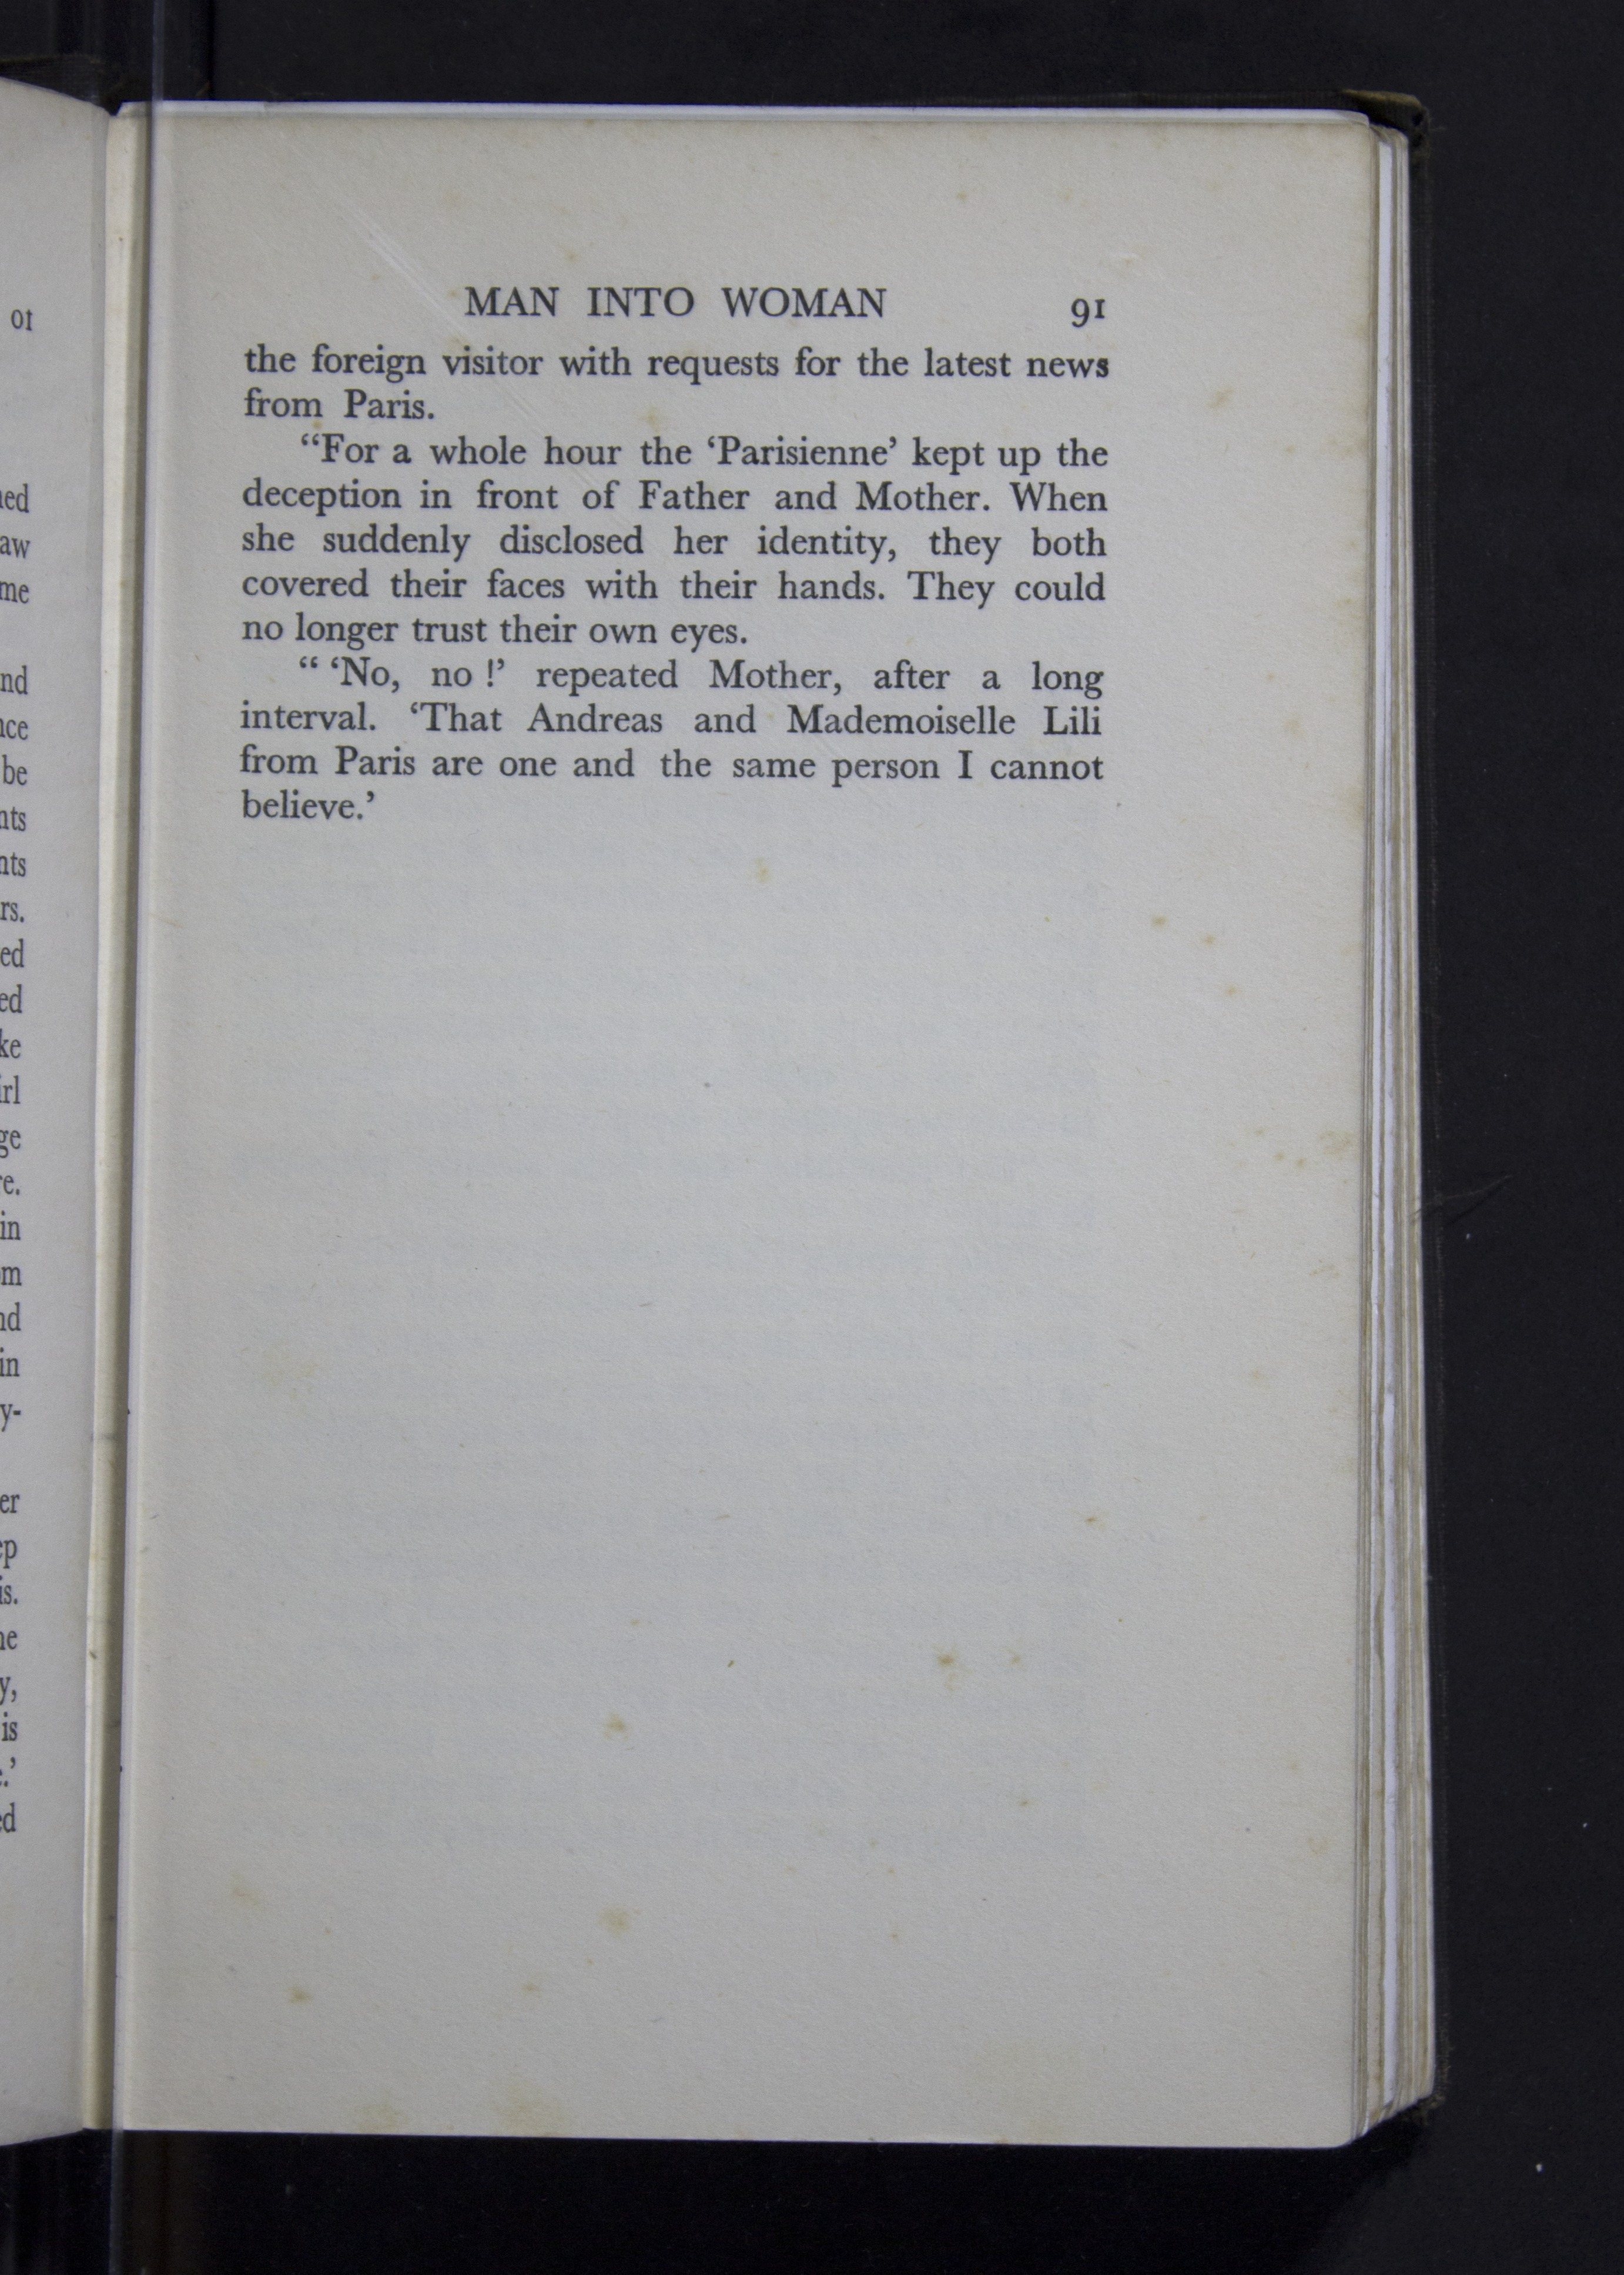 MAN INTO WOMAN 91
the foreign visitor with requests for the latest news
from Paris.
“For a whole hour the ‘Parisienne’ kept up the
deception in front of Father and Mother. When
she suddenly disclosed her identity, they both
covered their faces with their hands. They could
no longer trust their own eyes.
“ ‘No, no !’ repeated Mother, after a long
interval. ‘That Andreas and Mademoiselle Lili
from Paris are one and the same person I cannot
believe.’